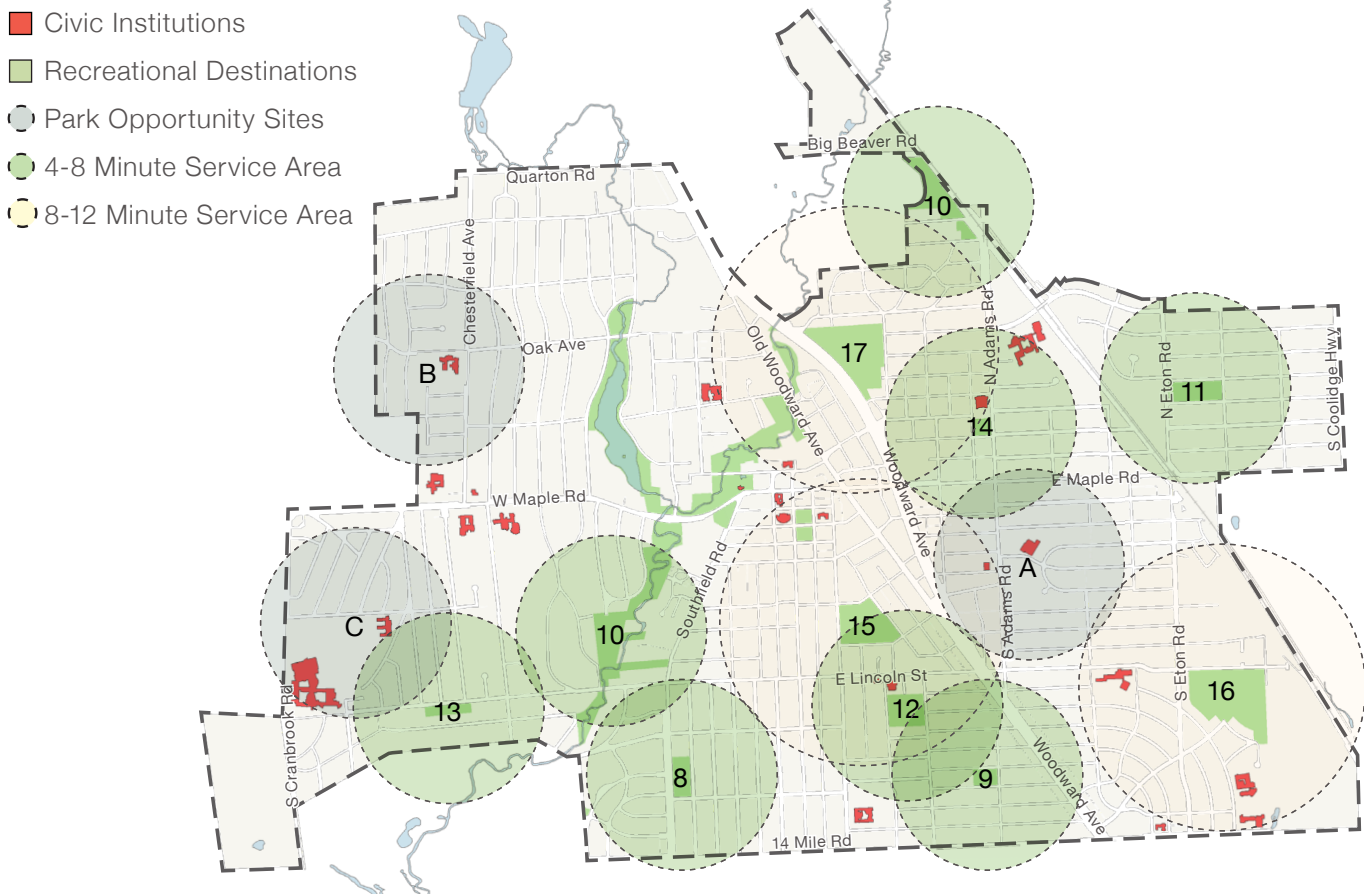 Civic Institutions
Recreational Destinations
Park Opportunity Sites
4-8 Minute Service Area
8-12 Minute Service Area
Big Beaver Rd
Quarton Rd
10
Chesterfield Ave
N Adams Rd
Old Woodward Ave
Oak Ave
17
N Eton Rd
S Coolidge Hwy
B
11
14
Woodward Ave
E Maple Rd
W Maple Rd
A
Southfield Rd
S Adams Rd
C
10
15
S Eton Rd
E Lincoln St
16
S Cranbrook Rd
13
12
8
9
Woodward Ave
14 Mile Rd